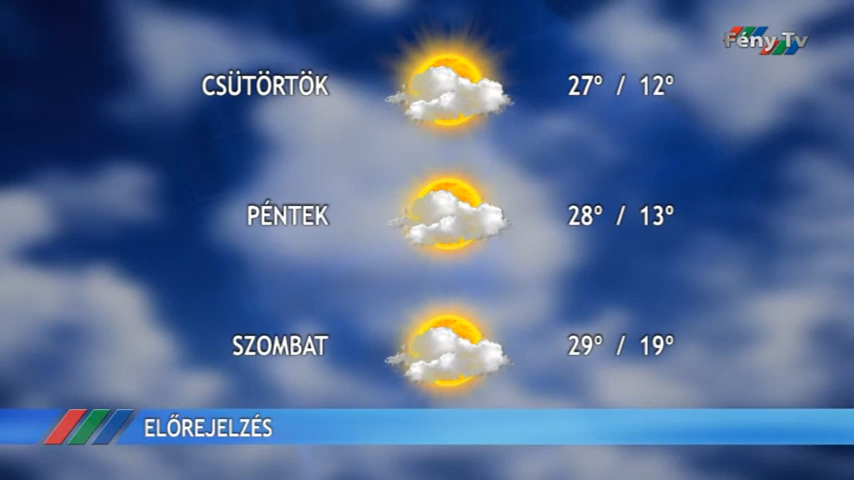 Fény Tv
CSÜTÖRTÖK 27° / 12°
PÉNTEK 28° / 13°
SZOMBAT 29° / 19°
ELŐREJELZÉS